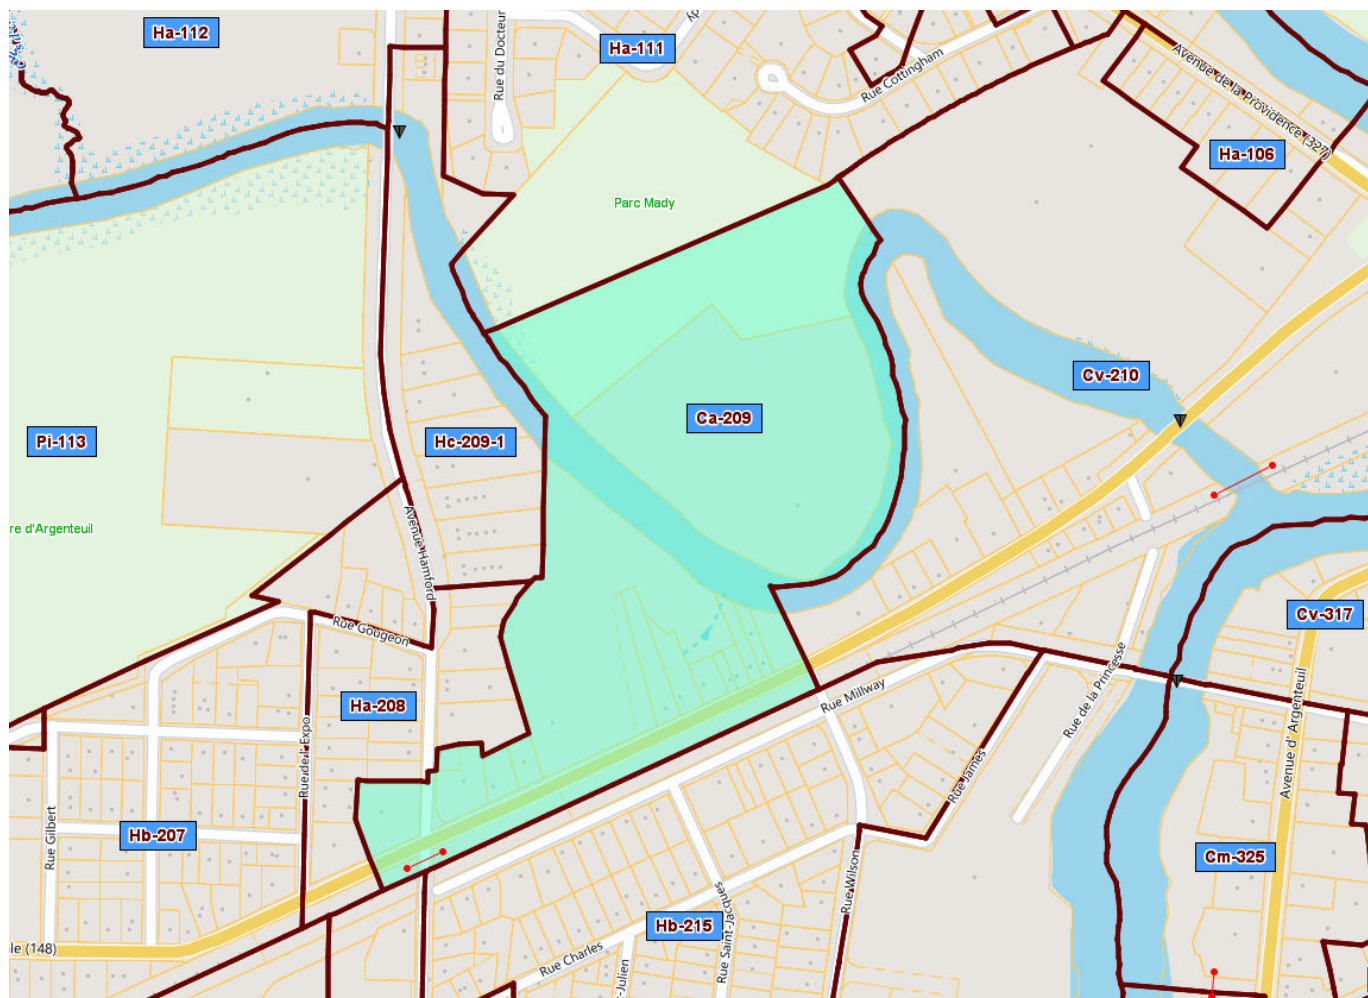 Ha-112
Rue du Docteur
Ha-111
dy
Rue Cottingham
Avenue de la Providence (327)
Ha-106
Parc Mady
Cv-210
Ca-209
Hc-209-1
Pi-113
re d'Argenteuil
Avenue Hamford
Rue Gougeon
Cv-317
Ha-208
Rue Millway
Rue de la Princesse
Avenue d' Argenteuil
Rue de l'Expo
Rue James
Rue Gilbert
Hb-207
Cm-325
Rue Wilson
Hb-215
Rue Saint-Jacques
le (148)
Rue Charles
-Julien